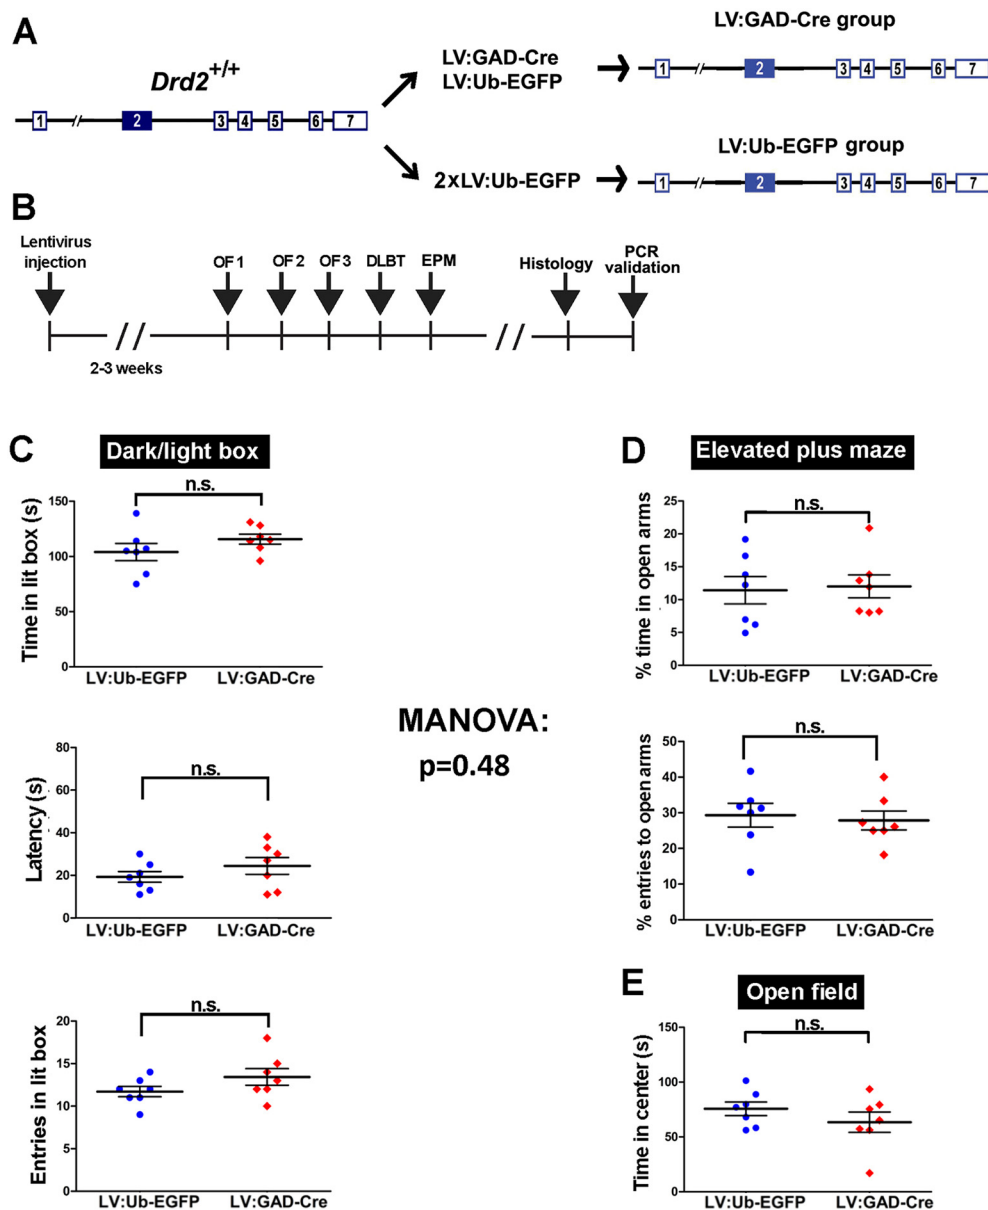 A
Drd2+/+
1 // 2 3 4 5 6 7
LV:GAD-Cre
LV:Ub-EGFP
2xLV:Ub-EGFP
LV:GAD-Cre group
1 // 2 3 4 5 6 7
LV:Ub-EGFP group
1 // 2 3 4 5 6 7
B
Lentivirus
injection
OF1
OF2
OF3
DLBT
EPM
Histology
PCR
validation
2-3 weeks
C
Dark/light box
n.s.
Time in lit box (s)
150
100
50
0
LV:Ub-EGFP LV:GAD-Cre
n.s.
Latency (s)
80
60
40
20
0
LV:Ub-EGFP LV:GAD-Cre
n.s.
Entries in lit box
20
15
10
5
0
LV:Ub-EGFP LV:GAD-Cre
MANOVA:
p=0.48
D
Elevated plus maze
n.s.
% time in open arms
25
20
15
10
5
0
LV:Ub-EGFP LV:GAD-Cre
n.s.
% entries to open arms
50
40
30
20
10
0
LV:Ub-EGFP LV:GAD-Cre
E
Open field
n.s.
Time in center (s)
150
100
50
0
LV:Ub-EGFP LV:GAD-Cre